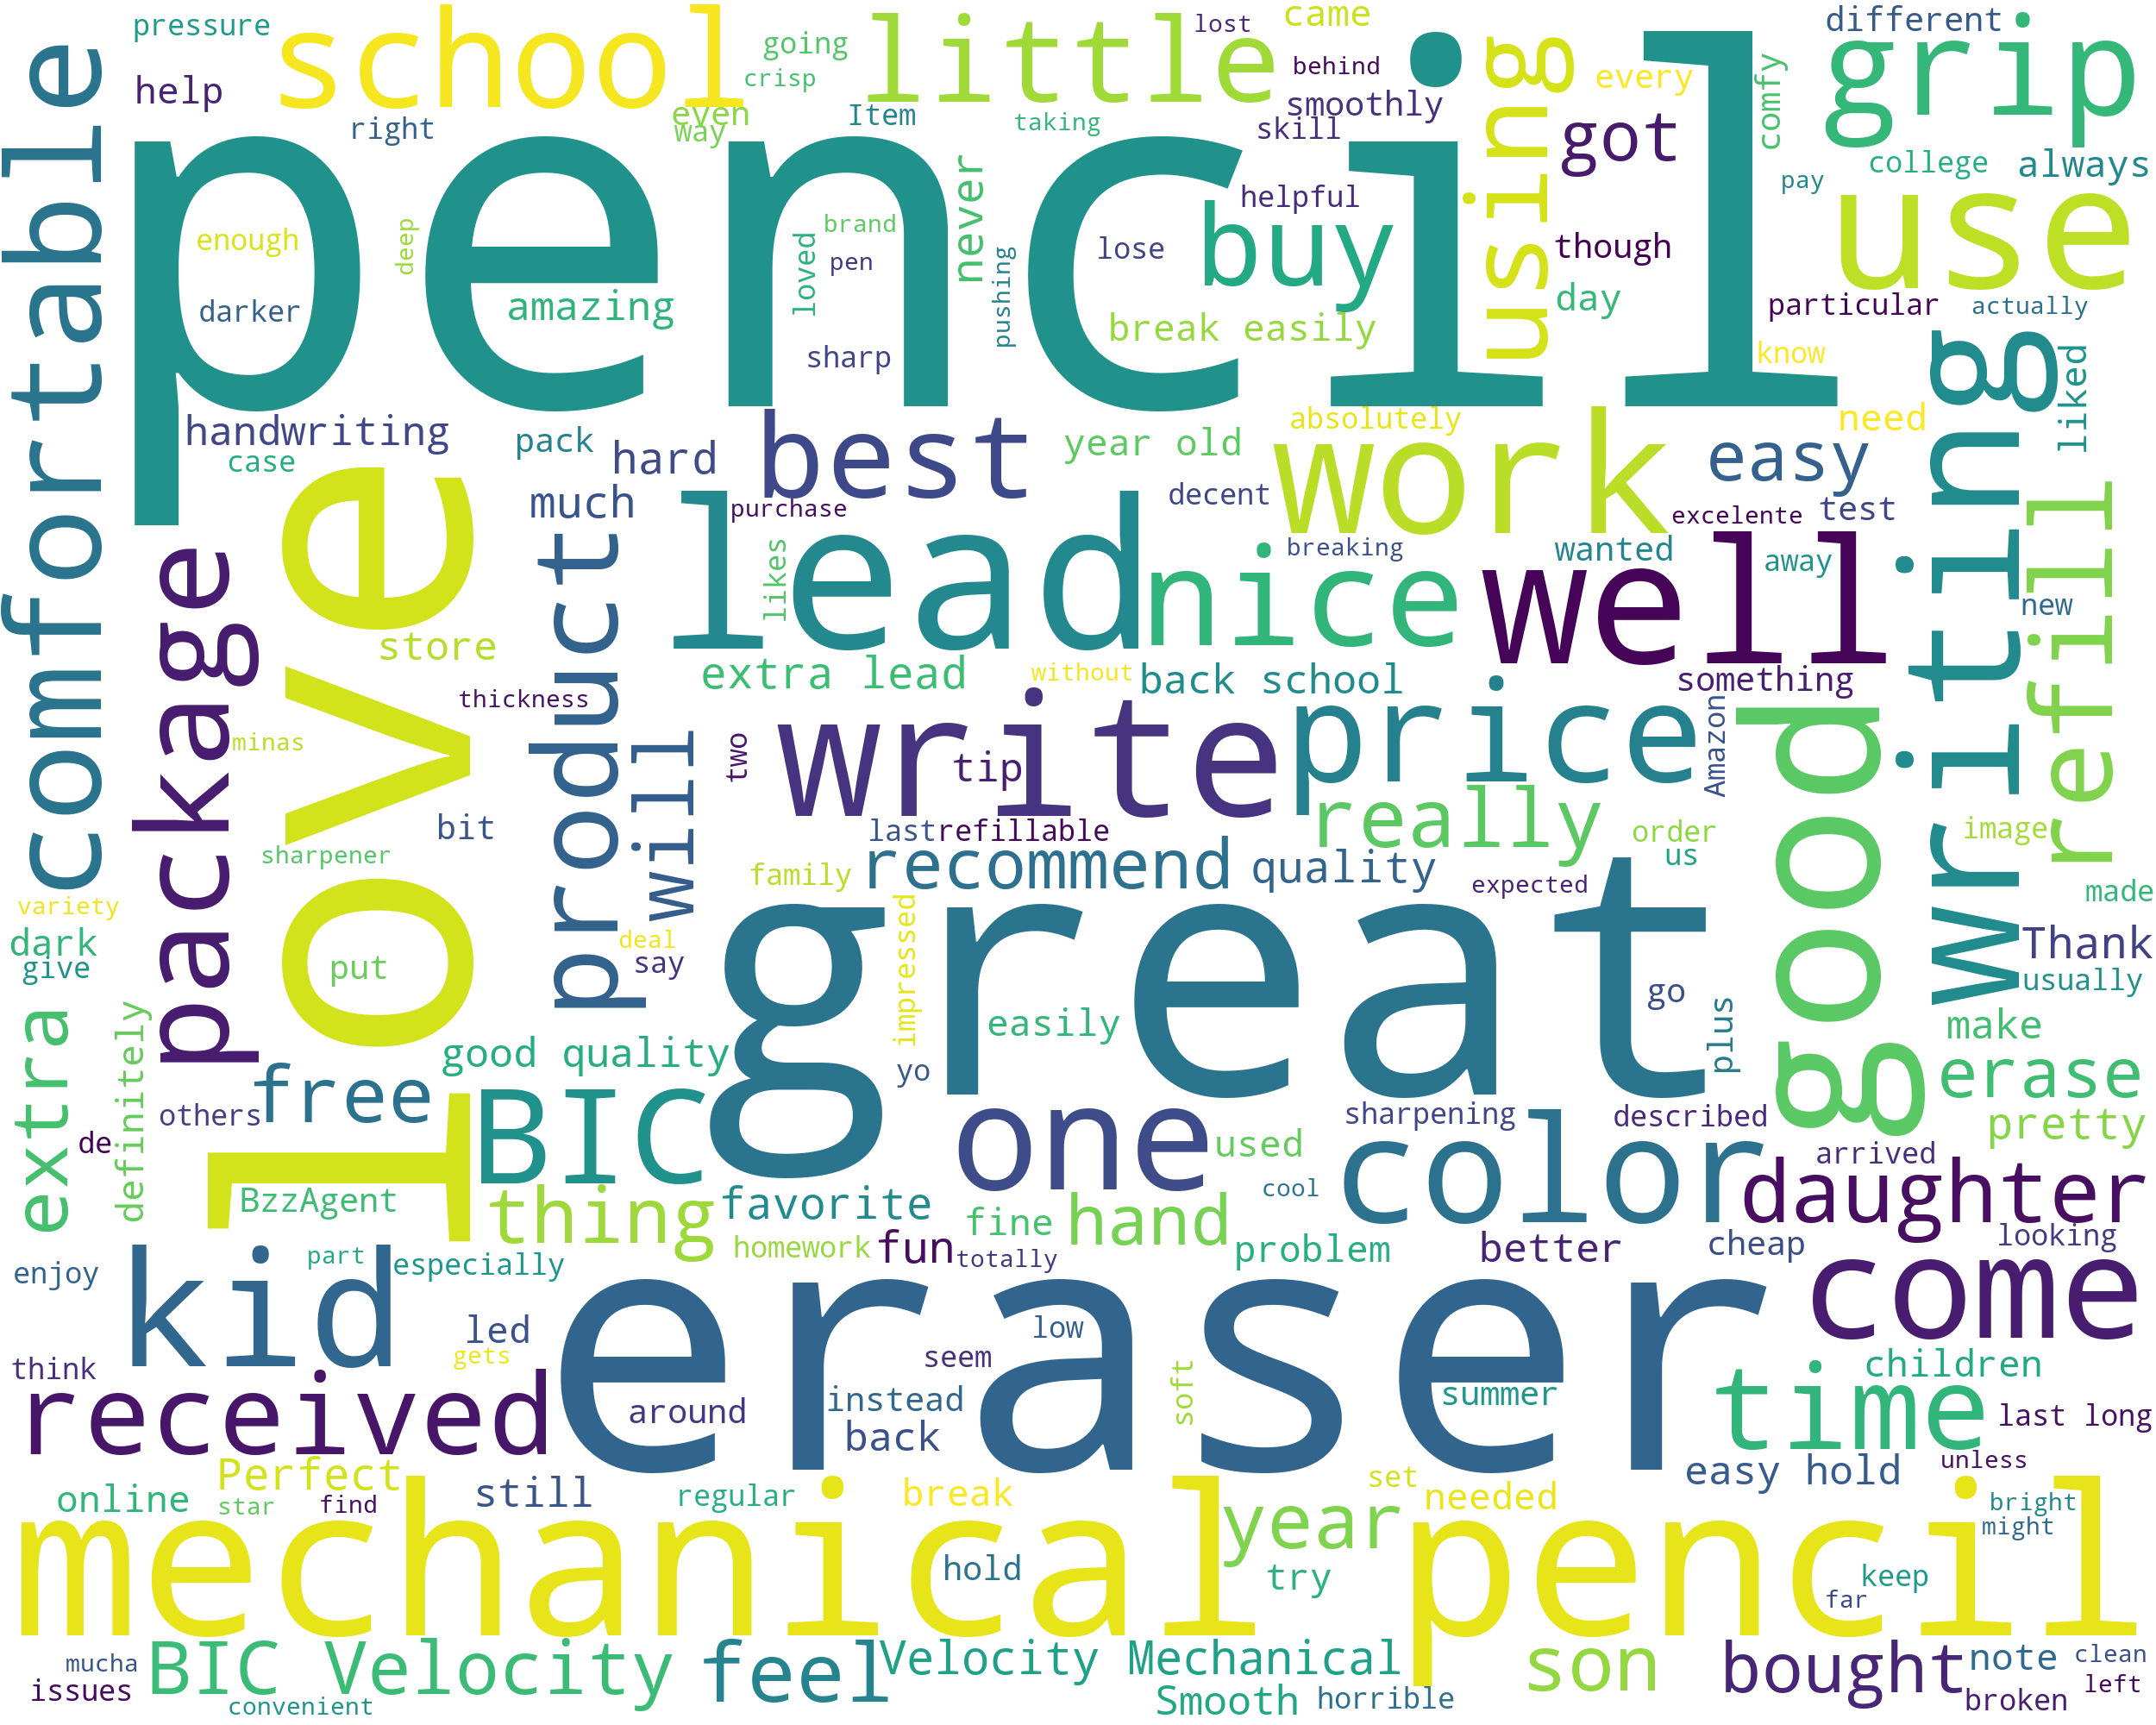 pressure
school
going
little
lost
came
different
help
crisp
behind
every
comfy
grip
right
even
way
Item
taking
smoothly
skill
using
got
college
always
comfortable
pencil
never
helpful
buy
pay
use
enough
deep
brand
loved
pen
lose
though
darker
amazing
pushing
break easily
day
particular
actually
sharp
know
handwriting
pack
hard
best
year old
absolutely
work
easy
need
liked
case
much
purchase
decent
excelente
test
writing
refill
package
love
product
lead
likes
nice
breaking
wanted
well
away
new
store
extra lead
without
back school
something
thickness
minas
will
two
write
tip
price
Amazon
good
bit
last
refillable
really
order
image
sharpener
recommend
quality
us
family
expected
made
variety
dark
give
put
deal
say
great
impressed
easily
go
plus
Thank
usually
make
extra
definitely
good quality
free
yo
erase
others
de
BIC
one
used
sharpening
described
color
pretty
arrived
BzzAgent
thing
favorite
cool
daughter
fine
hand
homework
fun
totally
problem
better
cheap
looking
enjoy
part
especially
kid
eraser
come
led
gets
low
seem
think
children
received
around
instead
back
soft
summer
time
last long
Perfect
easy hold
unless
online
star
find
still
regular
break
set
needed
bright
might
mechanical pencil
year
hold
try
keep
far
mucha
issues
BIC Velocity
convenient
feel
Velocity Mechanical
Smooth
horrible
son
bought
note
clean
broken
left